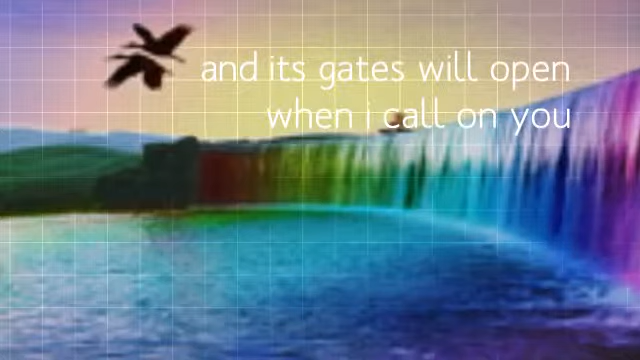 and its gates will open
when i call on you